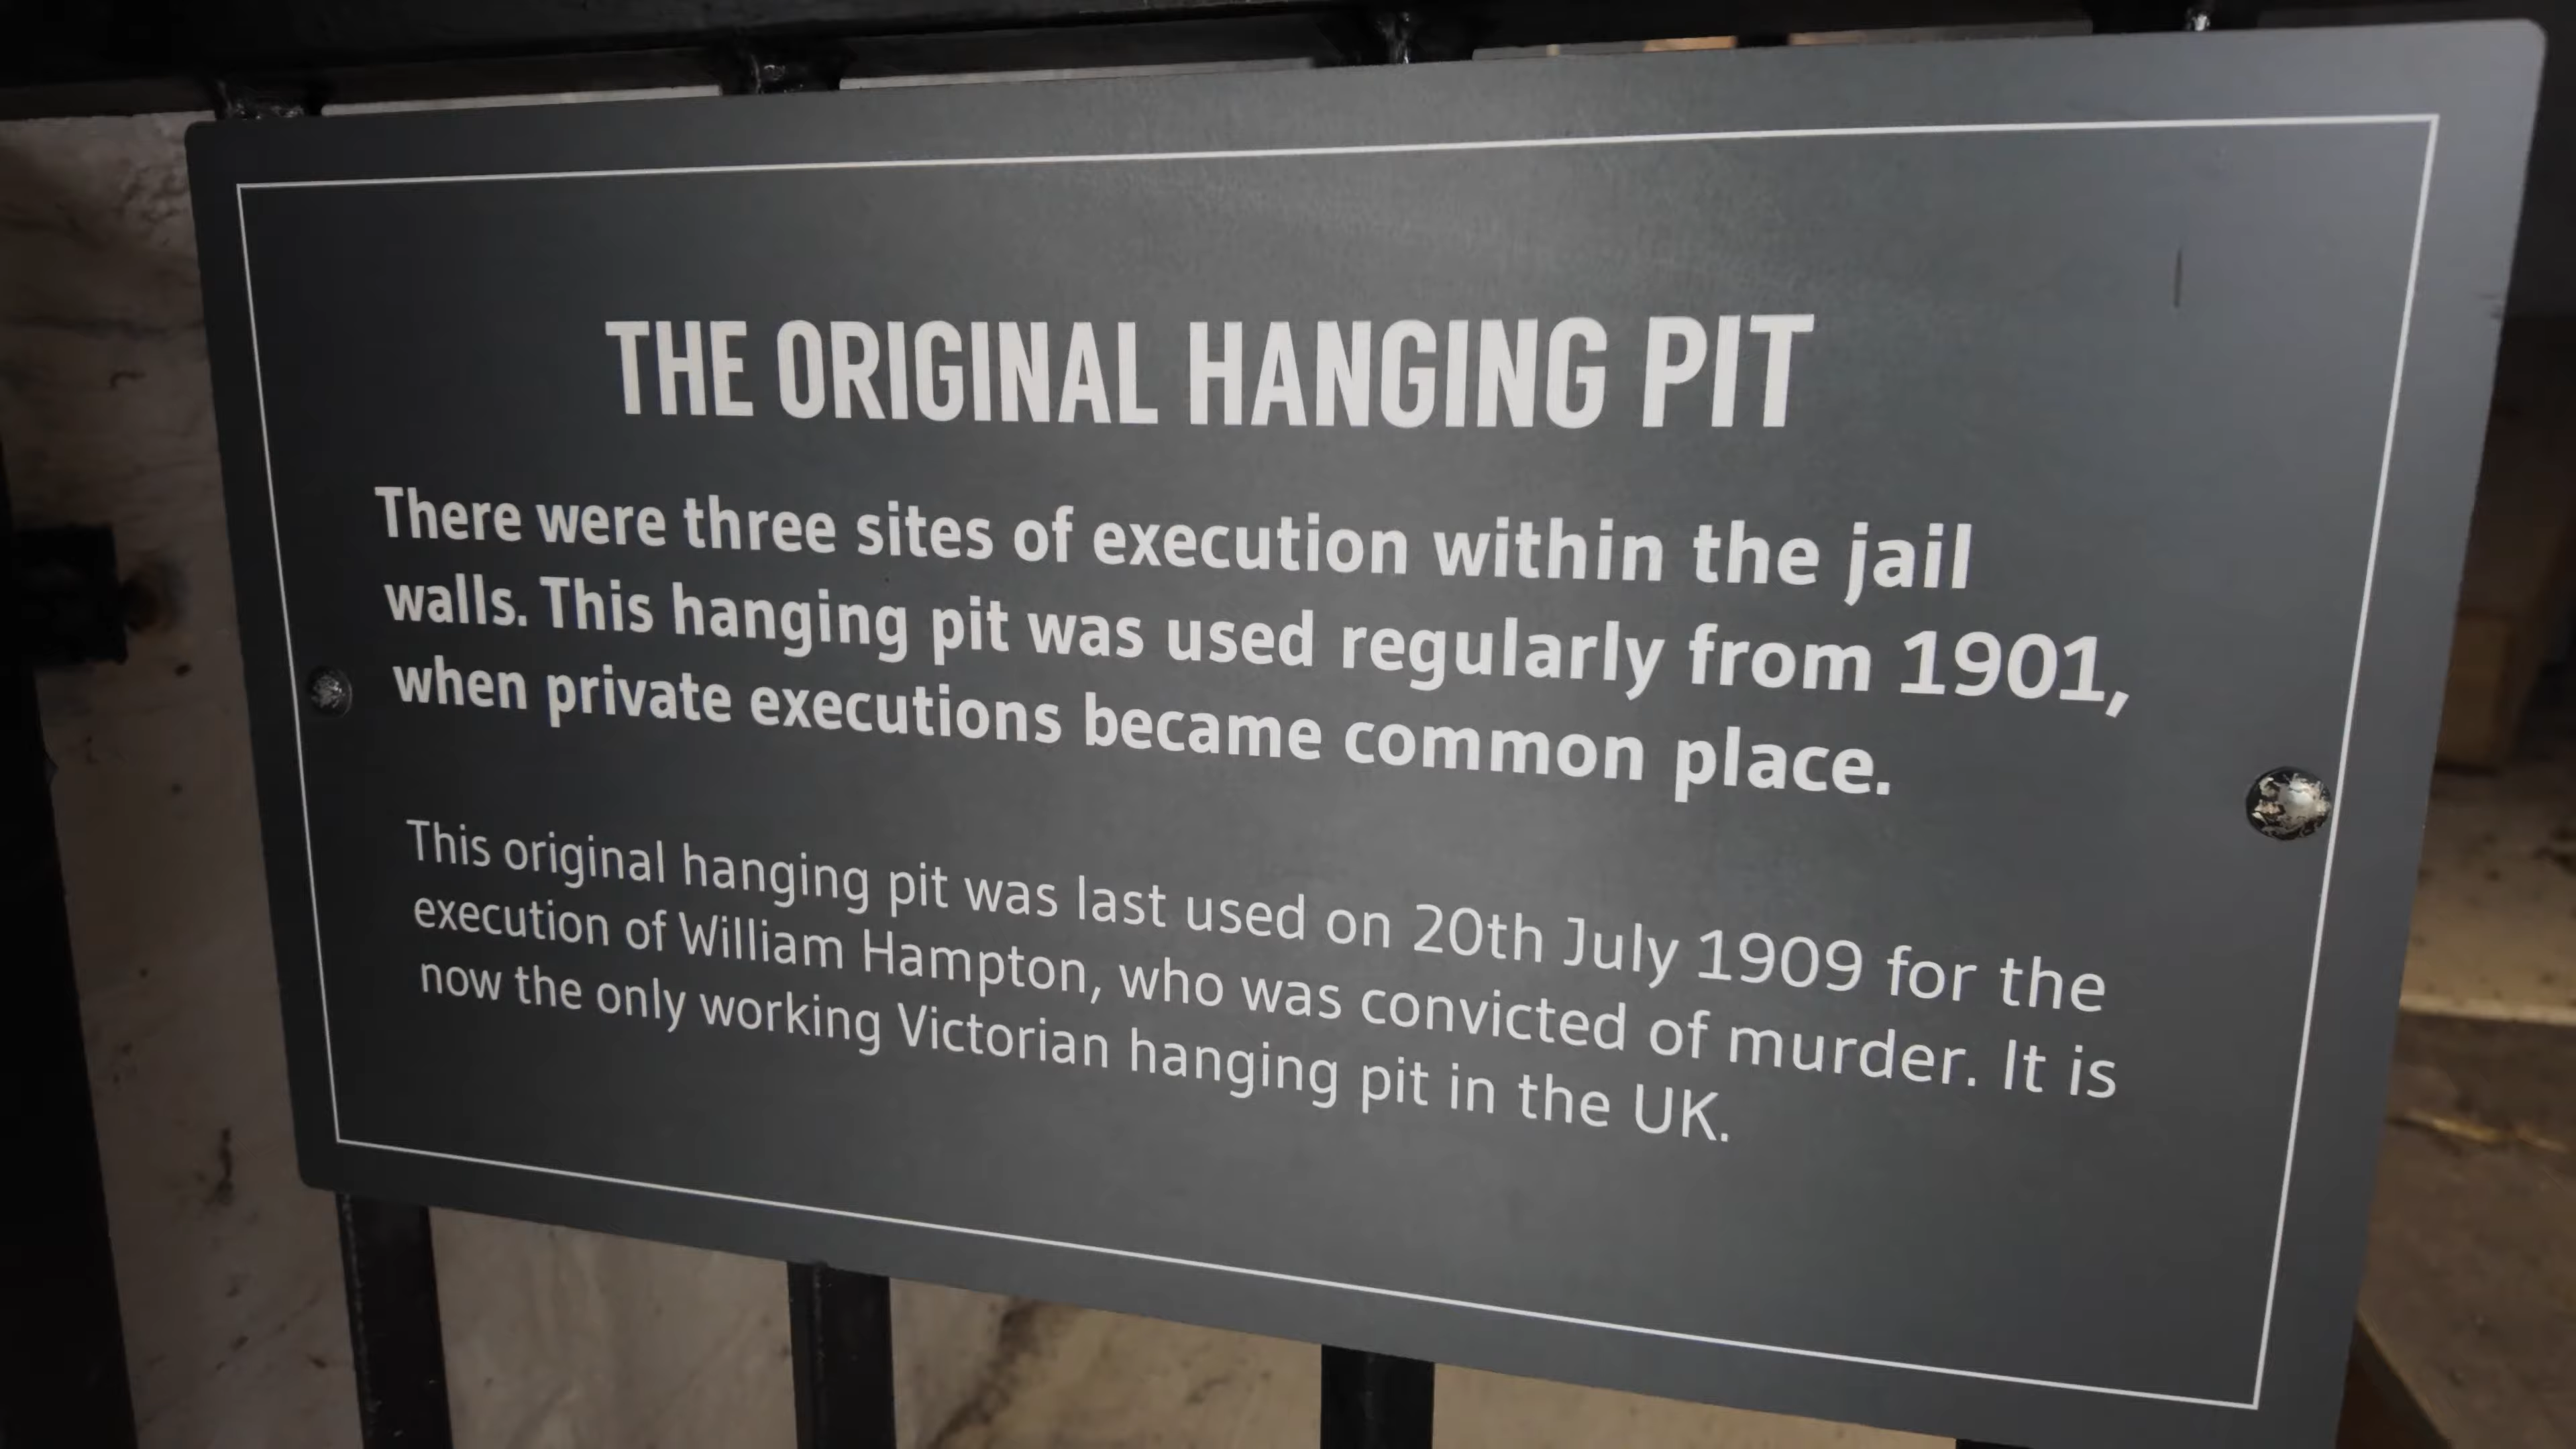 THE ORIGINAL HANGING PIT
There were three sites of execution within the jail
walls. This hanging pit was used regularly from 1901,
when private executions became common place.
This original hanging pit was last used on 20th July 1909 for the
execution of William Hampton, who was convicted of murder. It is
now the only working Victorian hanging pit in the UK.